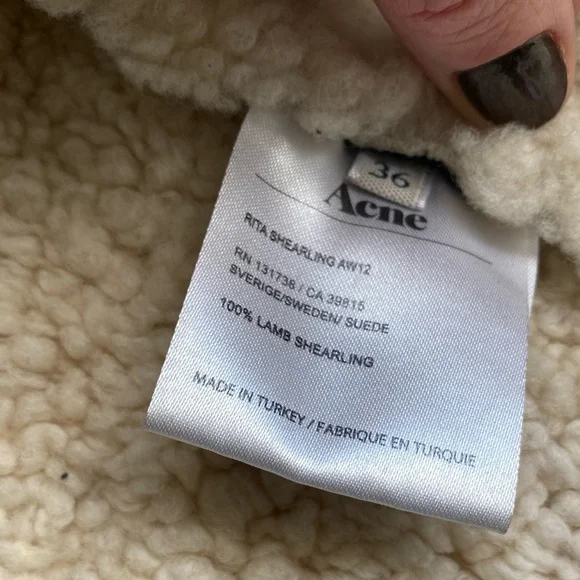 36
Acne
RITA SHEARLING AW12
RN 131738 / CA 39815
SVERIGE/SWEDEN/ SUEDE
100% LAMB SHEARLING
MADE IN TURKEY / FABRIQUE EN TURQUIE